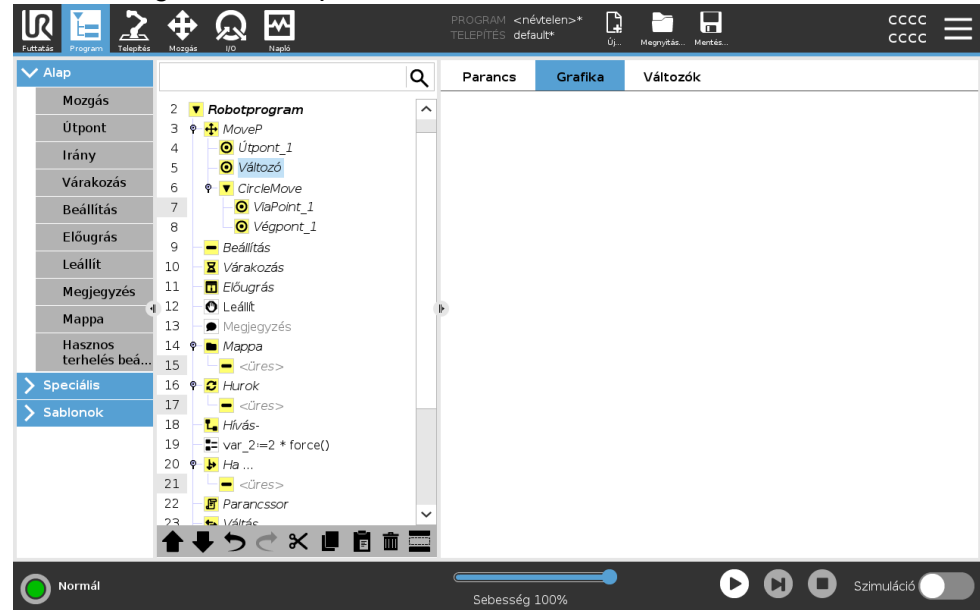 PROGRAM <névtelen>*
TELEPÍTÉS default*
Futtatás
Program
Telepítés
Mozgás
I/O
Napló
Új...
Megnyitás...
Mentés...
cccc
cccc
Alap
Mozgás
Útpont
Irány
Várakozás
Beállítás
Előugrás
Leállít
Megjegyzés
Mappa
Hasznos
terhelés beá...
Speciális
Sablonok
2 Robotprogram
3 MoveP
4 Útpont_1
5 Változó
6 CircleMove
7 ViaPoint_1
8 Végpont_1
9 Beállítás
10 Várakozás
11 Előugrás
12 Leállít
13 Megjegyzés
14 Mappa
15 <üres>
16 Hurok
17 <üres>
18 Hívás-
19 var_2≔2 * force()
20 Ha ...
21 <üres>
22 Parancssor
23 Váltás
Parancs
Grafika
Változók
Normál
Sebesség 100%
Szimuláció